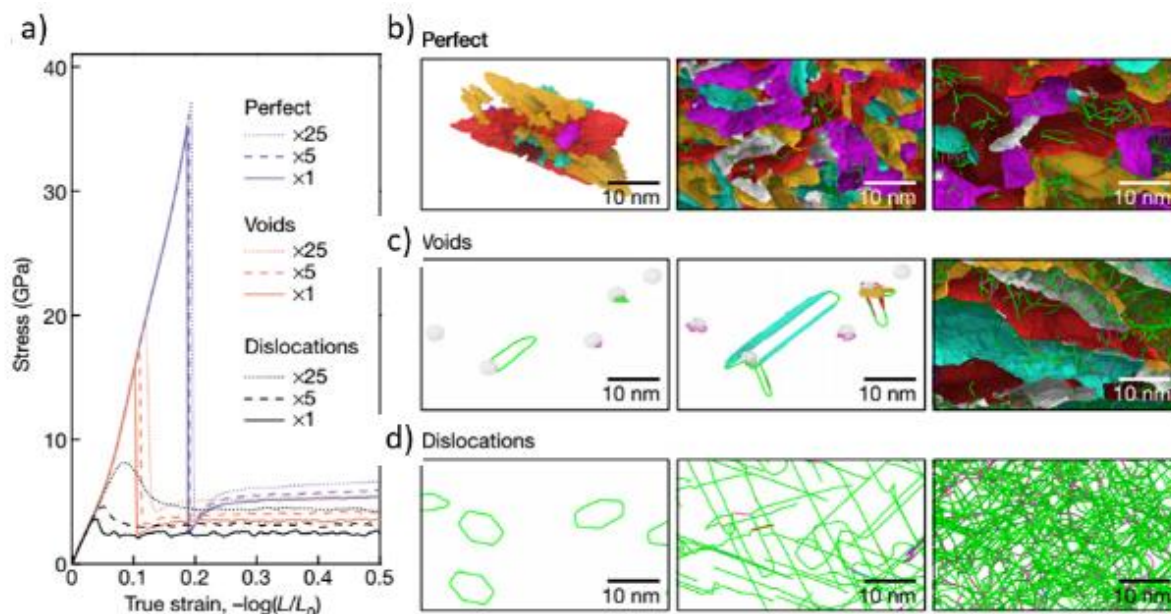 a)
40
30
20
10
0
Stress (GPa)
Perfect
×25
×5
×1
Voids
×25
×5
×1
Dislocations
×25
×5
×1
0 0.1 0.2 0.3 0.4 0.5
True strain, –log(L/L₀)
b) Perfect
10 nm 10 nm 10 nm
c) Voids
10 nm 10 nm 10 nm
d) Dislocations
10 nm 10 nm 10 nm